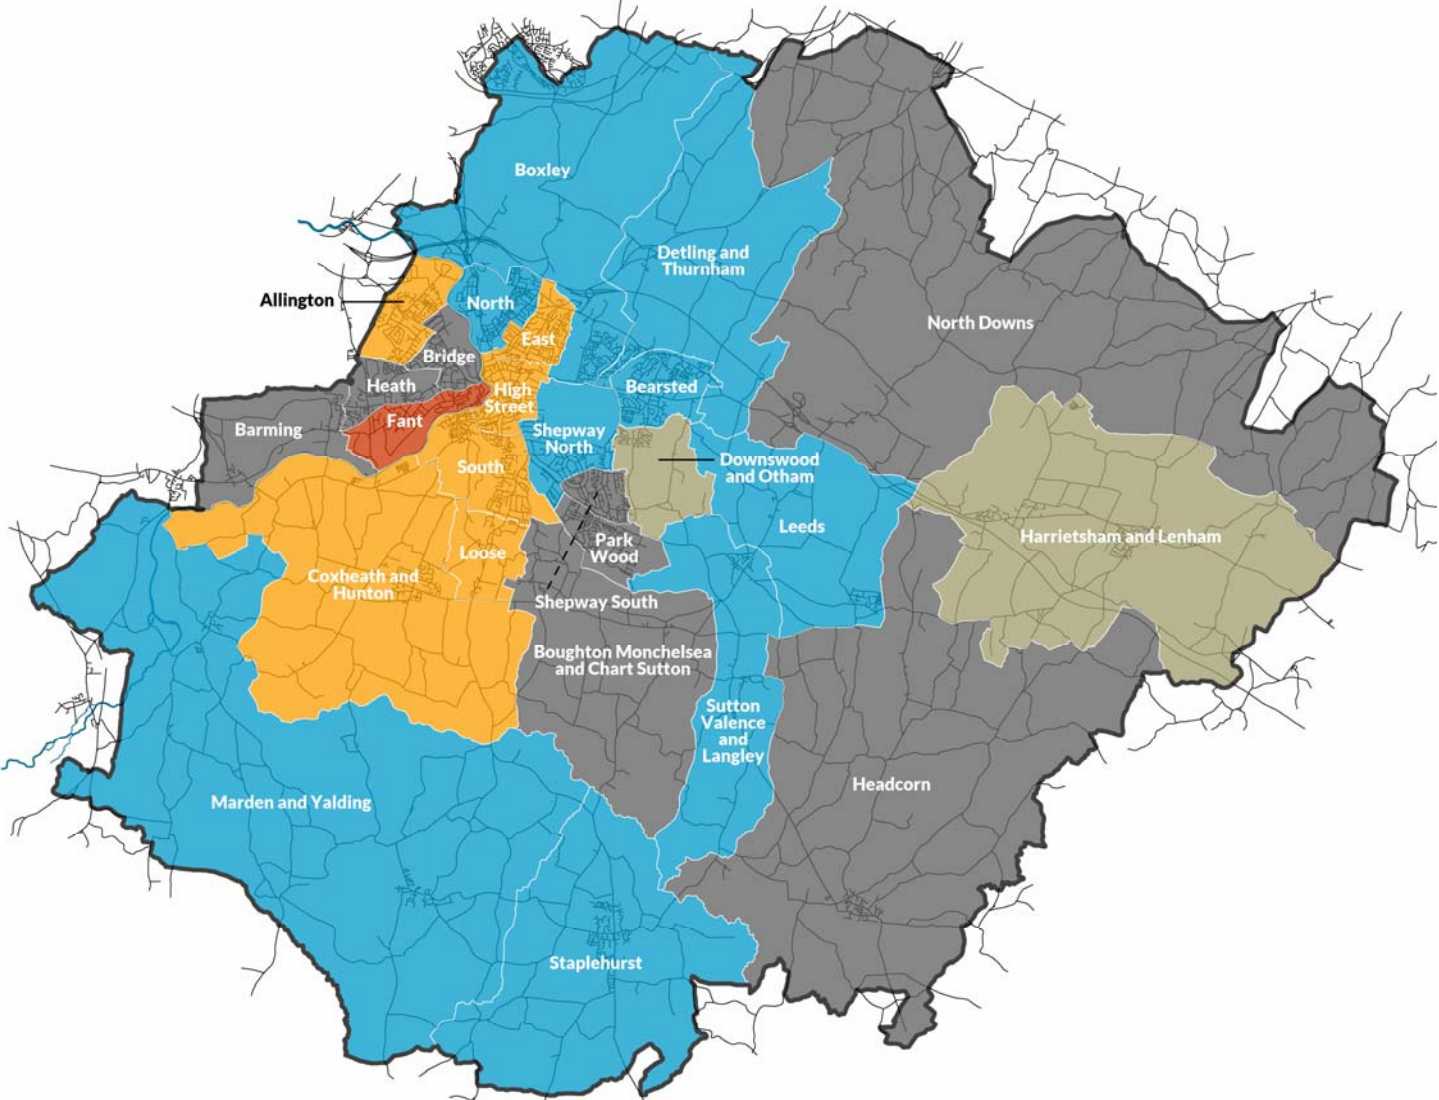 Boxley
Detling and
Thurnham
Allington
North
North Downs
East
Bridge
Heath
Bearsted
High
Street
Fant
Barming
Shepway
North
South
Downswood
and Otham
Leeds
Harrietsham and Lenham
Park
Wood
Loose
Coxheath and
Hunton
Shepway South
Boughton Monchelsea
and Chart Sutton
Sutton
Valence
and
Langley
Headcorn
Marden and Yalding
Staplehurst